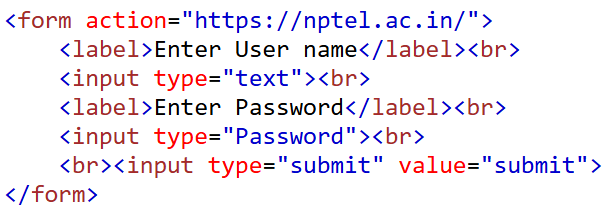 <form action="https://nptel.ac.in/">
<label>Enter User name</label><br>
<input type="text"><br>
<label>Enter Password</label><br>
<input type="Password"><br>
<br><input type="submit" value="submit">
</form>